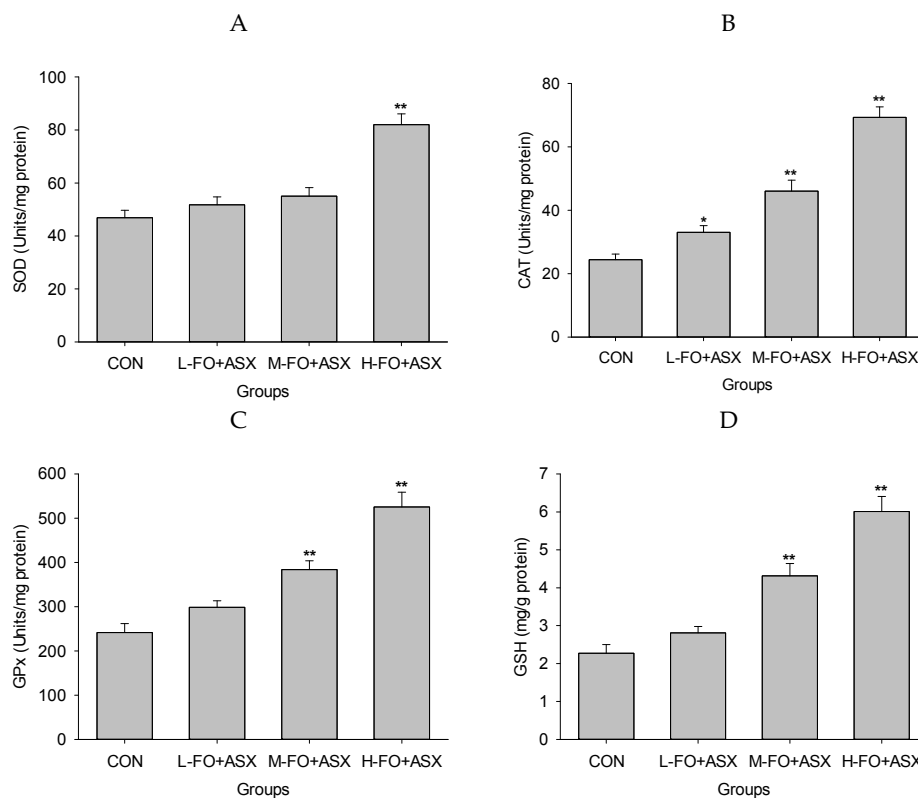 A
SOD (Units/mg protein)
100
80
60
40
20
0
**
CON L-FO+ASX M-FO+ASX H-FO+ASX
Groups
B
CAT (Units/mg protein)
80
60
40
20
0
*
**
**
CON L-FO+ASX M-FO+ASX H-FO+ASX
Groups
C
GPx (Units/mg protein)
600
500
400
300
200
100
0
**
**
CON L-FO+ASX M-FO+ASX H-FO+ASX
Groups
D
GSH (mg/g protein)
7
6
5
4
3
2
1
0
**
**
CON L-FO+ASX M-FO+ASX H-FO+ASX
Groups